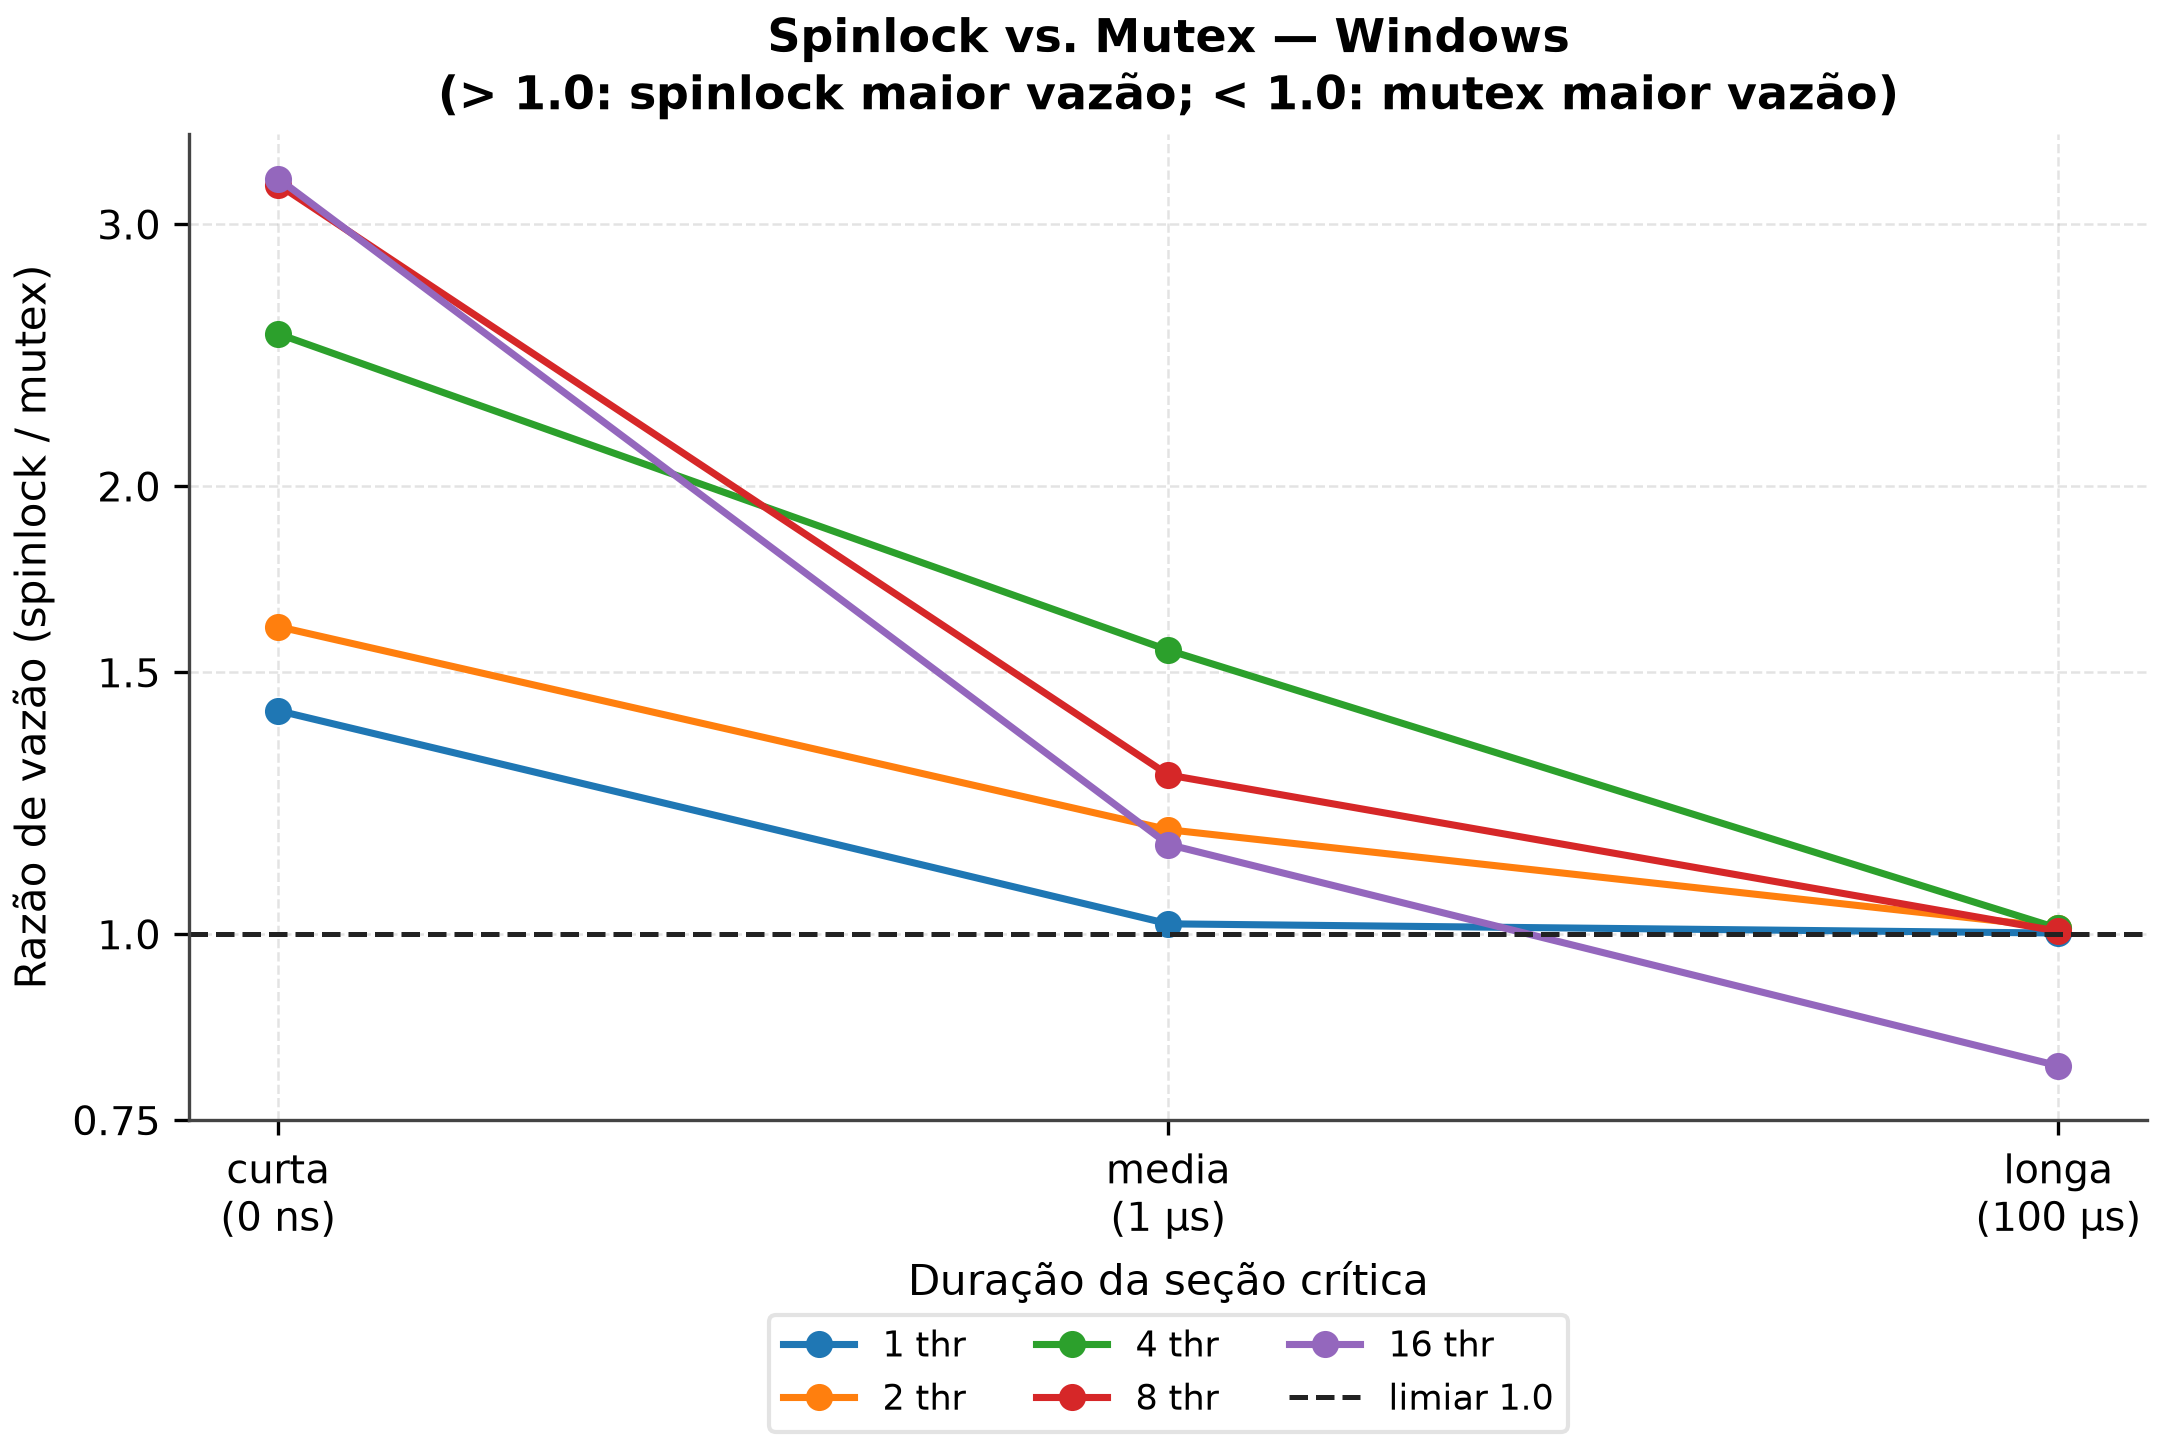 Spinlock vs. Mutex — Windows
(> 1.0: spinlock maior vazão; < 1.0: mutex maior vazão)
Razão de vazão (spinlock / mutex)
3.0
2.0
1.5
1.0
0.75
curta
(0 ns)
media
(1 µs)
longa
(100 µs)
Duração da seção crítica
1 thr
2 thr
4 thr
8 thr
16 thr
limiar 1.0